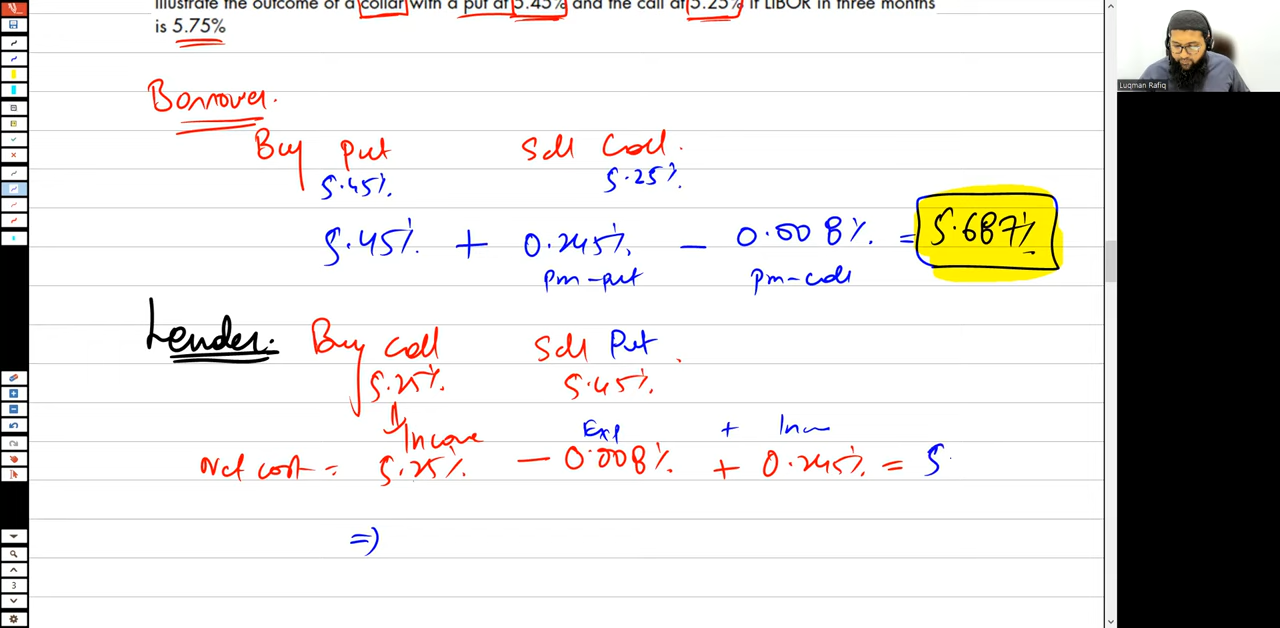 illustrate the outcome of a collar with a put at 5.45% and the call at 5.25% if LIBOR in three months
is 5.75%
Luqman Rafiq
Borrower.
Buy put Sell Call.
5.45% 5.25%
5.45% + 0.245% - 0.008% = 5.687%
pm-put pm-call
Lender. Buy call Sell Put
5.25% 5.45%
Income Exp + Inc
Net cost = 5.25% - 0.008% + 0.245% = 5.
=)
3